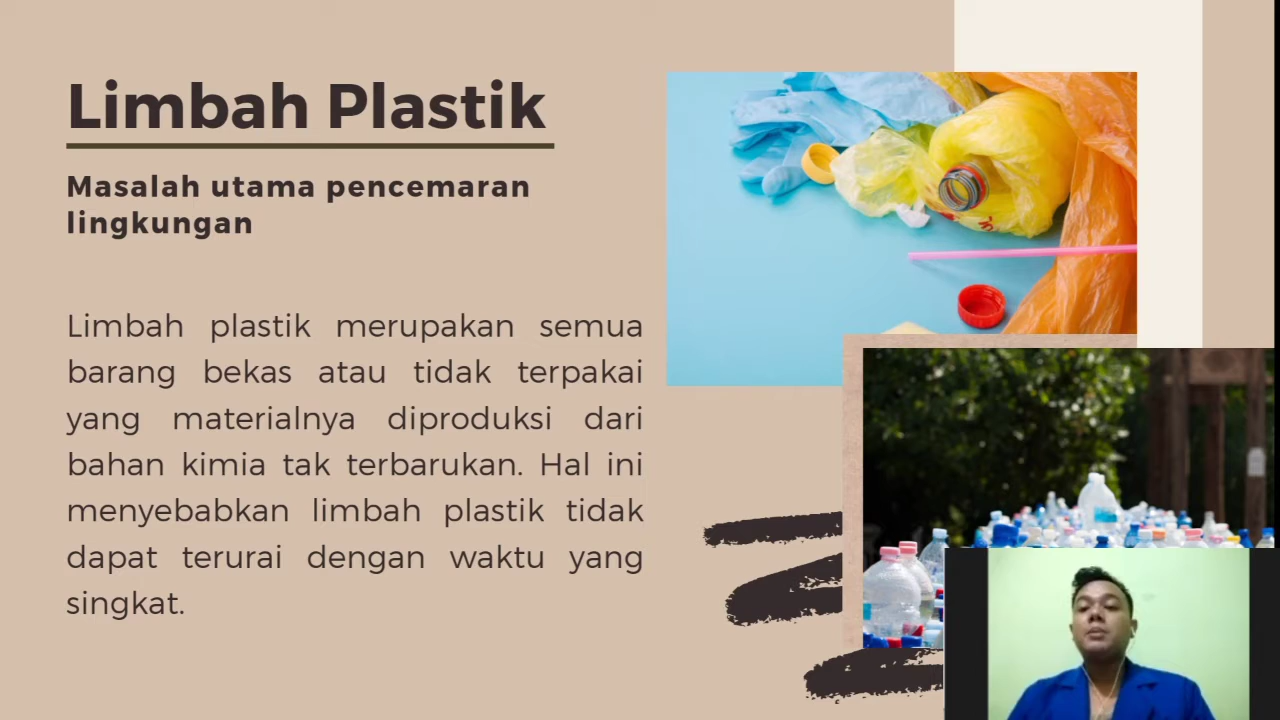 Limbah Plastik
Masalah utama pencemaran
lingkungan
Limbah plastik merupakan semua
barang bekas atau tidak terpakai
yang materialnya diproduksi dari
bahan kimia tak terbarukan. Hal ini
menyebabkan limbah plastik tidak
dapat terurai dengan waktu yang
singkat.